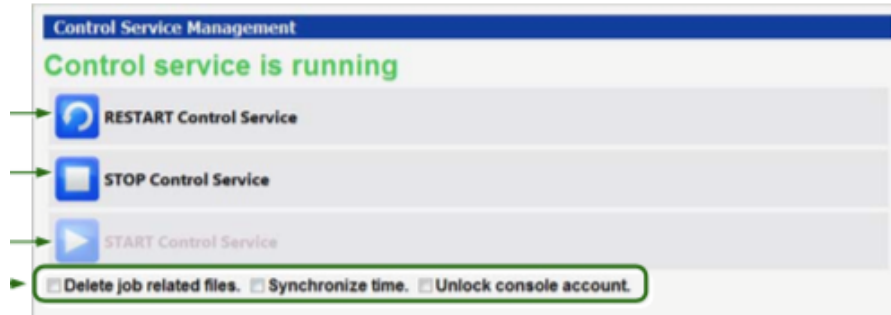 Control Service Management
Control service is running
RESTART Control Service
STOP Control Service
START Control Service
Delete job related files. Synchronize time. Unlock console account.